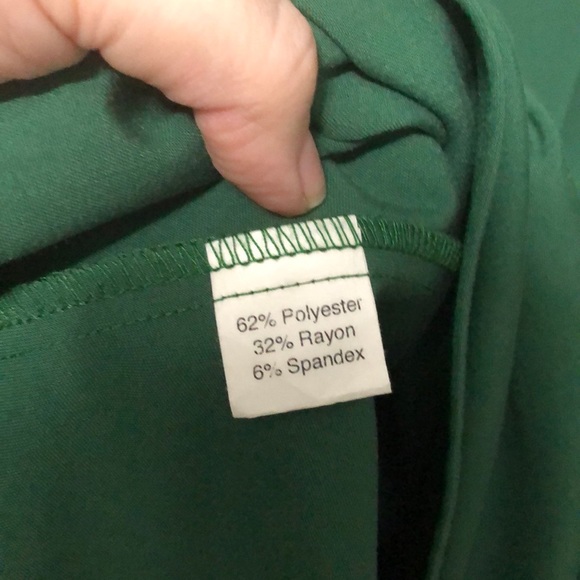 62% Polyester
32% Rayon
6% Spandex